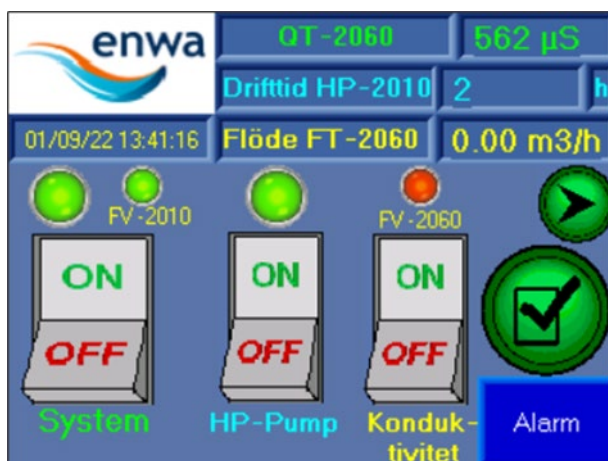 enwa
QT-2060 562 µS
Drifttid HP-2010 2 h
01/09/22 13:41:16 Flöde FT-2060 0.00 m3/h
FV-2010 FV-2060
ON ON ON
OFF OFF OFF
System HP-Pump Konduk-
tivitet
Alarm